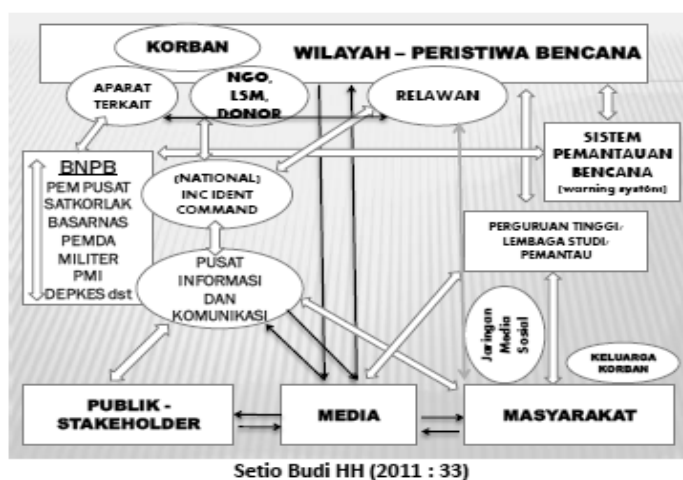 KORBAN
WILAYAH – PERISTIWA BENCANA
APARAT
TERKAIT
NGO,
LSM,
DONOR
RELAWAN
BNPB
PEM PUSAT
SATKORLAK
BASARNAS
PEMDA
MILITER
PMI
DEPKES dst
(NATIONAL)
INCIDENT
COMMAND
SISTEM
PEMANTAUAN
BENCANA
(warning systèm)
PERGURUAN TINGGI/
LEMBAGA STUDI/
PEMANTAU
PUSAT
INFORMASI
DAN
KOMUNIKASI
Jaringan
Media
Sosial
KELUARGA
KORBAN
PUBLIK -
STAKEHOLDER
MEDIA
MASYARAKAT
Setio Budi HH (2011 : 33)